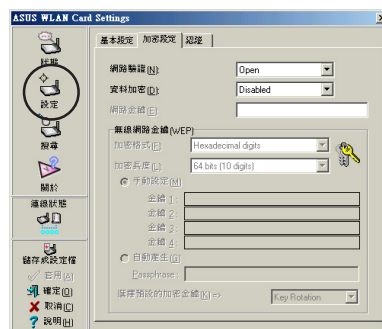 ASUS WLAN Card Settings
狀態
設定
搜尋
關於
連線狀態
儲存成設定檔
套用(A)
確定(O)
取消(C)
說明(H)
基本設定 加密設定 認證
網路驗證(N): Open
資料加密(D): Disabled
網路金鑰(E)
無線網路金鑰(WEP)
加密格式(F): Hexadecimal digits
加密長度(L): 64 bits (10 digits)
手動設定(M)
金鑰 1:
金鑰 2:
金鑰 3:
金鑰 4:
自動產生(G)
Passphrase:
選擇預設的加密金鑰(K) => Key Rotation